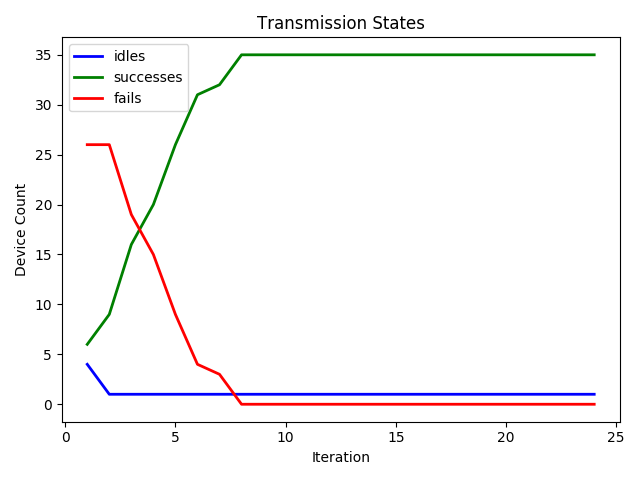 Transmission States
idles
successes
fails
Device Count
35
30
25
20
15
10
5
0
0 5 10 15 20 25
Iteration